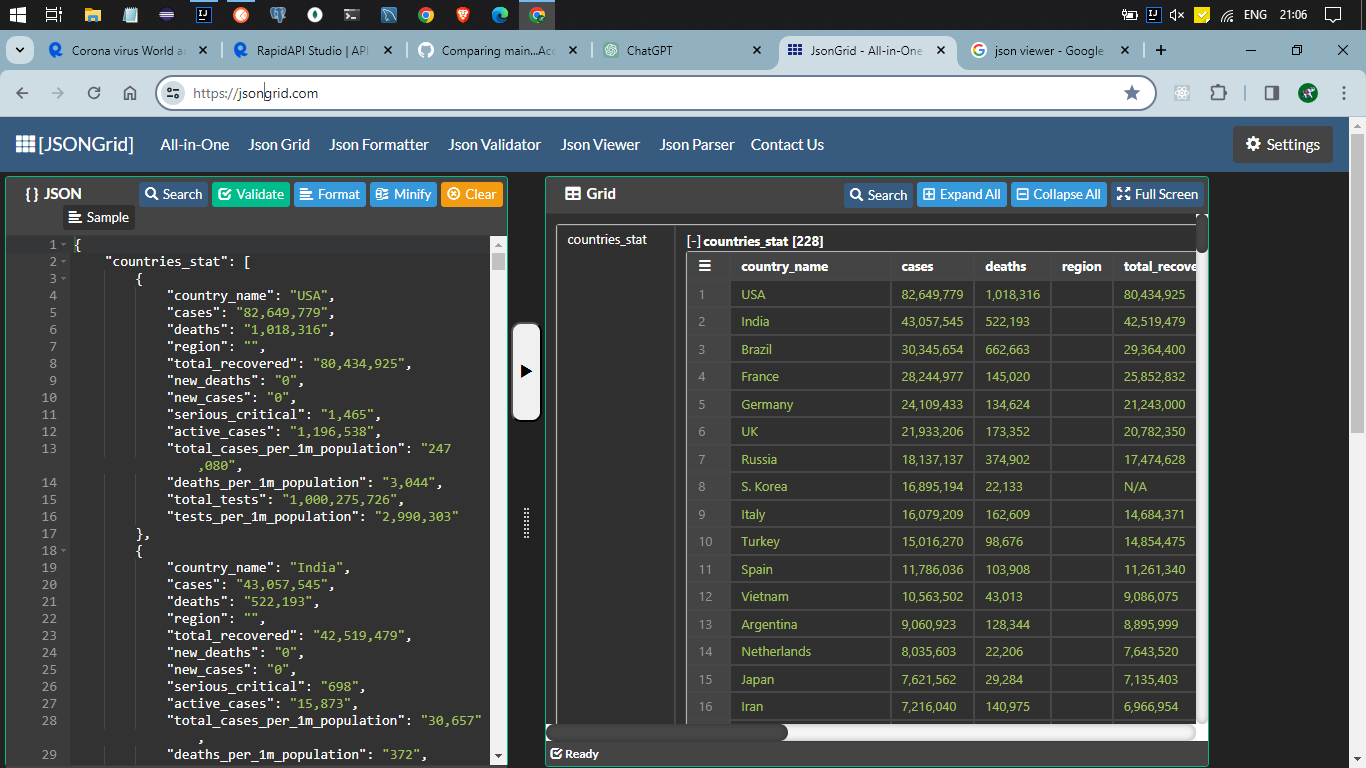 ENG 21:06
Corona virus World a
RapidAPI Studio | API
Comparing main...Acc
ChatGPT
JsonGrid - All-in-One
json viewer - Google
https://jsongrid.com
[JSONGrid] All-in-One Json Grid Json Formatter Json Validator Json Viewer Json Parser Contact Us Settings
{ } JSON Search Validate Format Minify Clear
Sample
1 {
2 "countries_stat": [
3 {
4 "country_name": "USA",
5 "cases": "82,649,779",
6 "deaths": "1,018,316",
7 "region": "",
8 "total_recovered": "80,434,925",
9 "new_deaths": "0",
10 "new_cases": "0",
11 "serious_critical": "1,465",
12 "active_cases": "1,196,538",
13 "total_cases_per_1m_population": "247
,080",
14 "deaths_per_1m_population": "3,044",
15 "total_tests": "1,000,275,726",
16 "tests_per_1m_population": "2,990,303"
17 },
18 {
19 "country_name": "India",
20 "cases": "43,057,545",
21 "deaths": "522,193",
22 "region": "",
23 "total_recovered": "42,519,479",
24 "new_deaths": "0",
25 "new_cases": "0",
26 "serious_critical": "698",
27 "active_cases": "15,873",
28 "total_cases_per_1m_population": "30,657"
,
29 "deaths_per_1m_population": "372",
Grid Search Expand All Collapse All Full Screen
countries_stat
[-] countries_stat [228]
country_name cases deaths region total_recove
1 USA 82,649,779 1,018,316 80,434,925
2 India 43,057,545 522,193 42,519,479
3 Brazil 30,345,654 662,663 29,364,400
4 France 28,244,977 145,020 25,852,832
5 Germany 24,109,433 134,624 21,243,000
6 UK 21,933,206 173,352 20,782,350
7 Russia 18,137,137 374,902 17,474,628
8 S. Korea 16,895,194 22,133 N/A
9 Italy 16,079,209 162,609 14,684,371
10 Turkey 15,016,270 98,676 14,854,475
11 Spain 11,786,036 103,908 11,261,340
12 Vietnam 10,563,502 43,013 9,086,075
13 Argentina 9,060,923 128,344 8,895,999
14 Netherlands 8,035,603 22,206 7,643,520
15 Japan 7,621,562 29,284 7,135,403
16 Iran 7,216,040 140,975 6,966,954
Ready